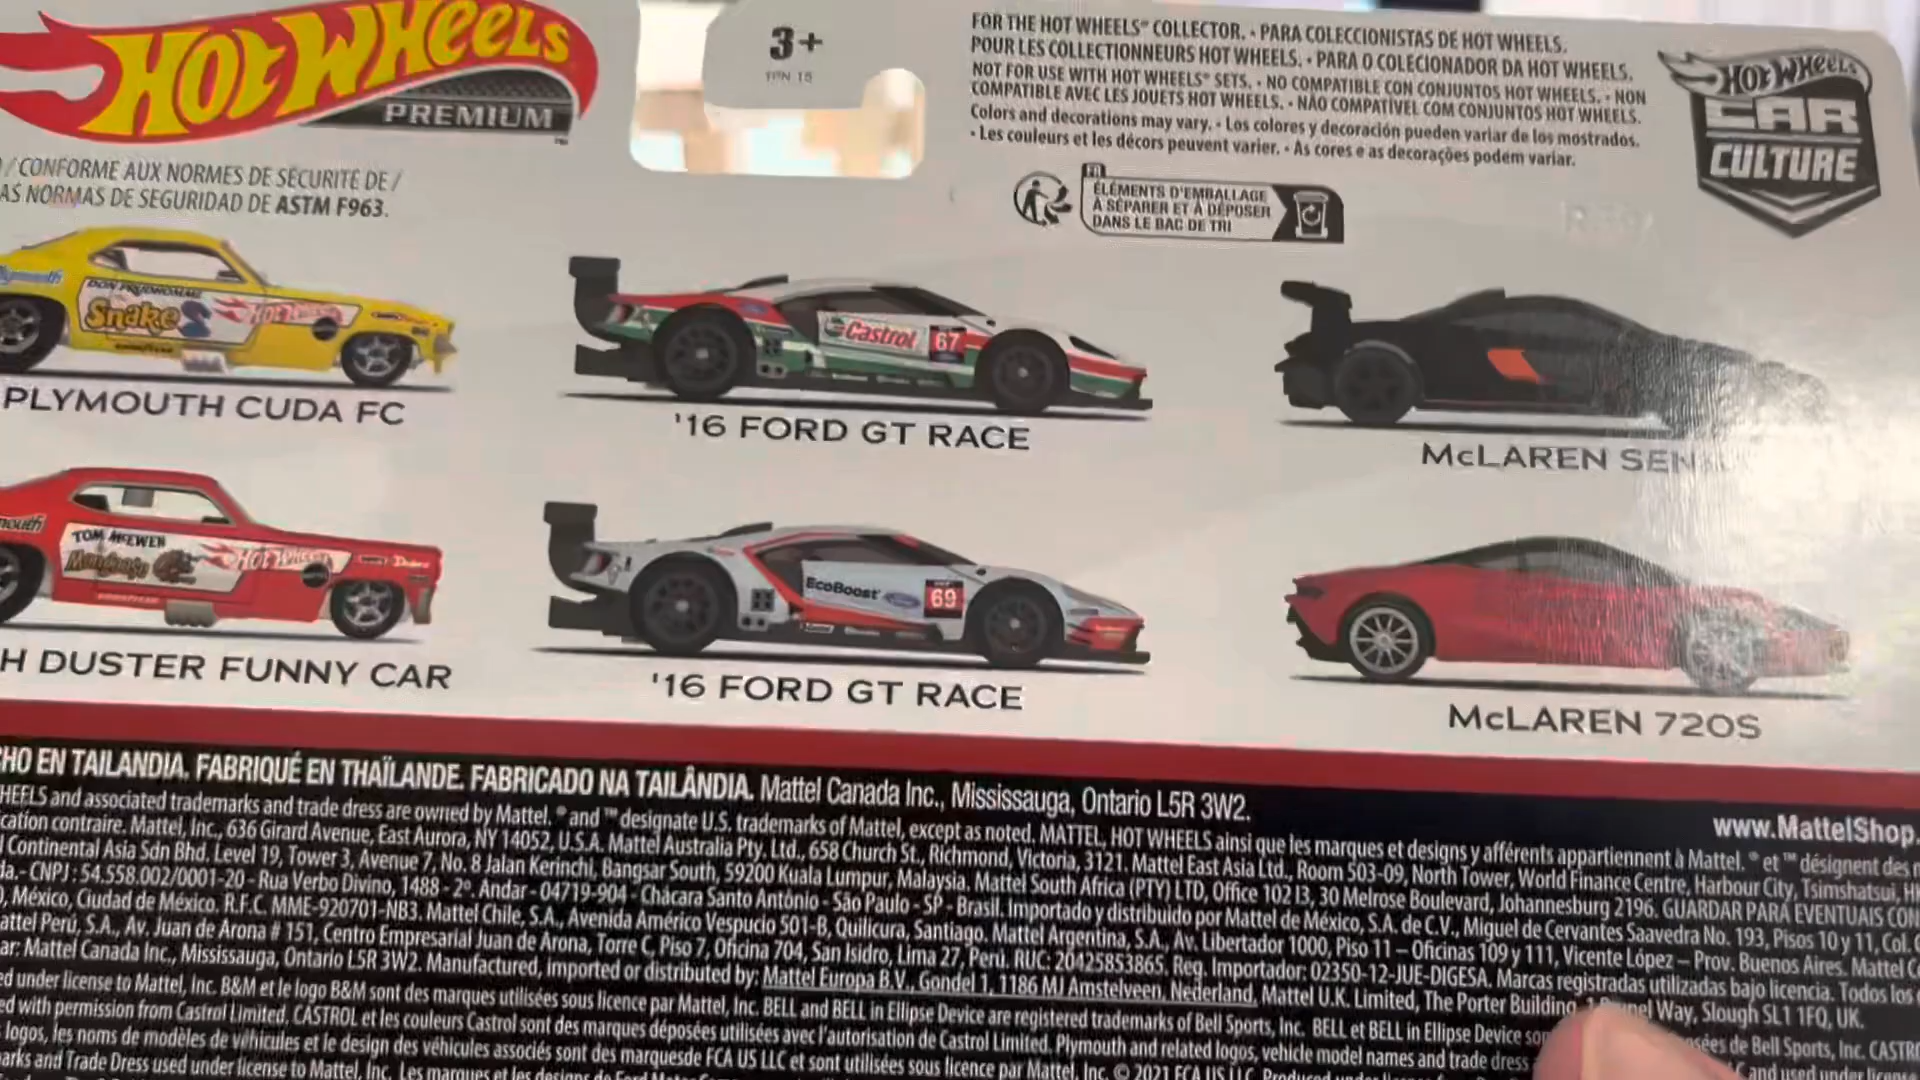 HOT WHEELS
PREMIUM
3+
FOR THE HOT WHEELS® COLLECTOR. • PARA COLECCIONISTAS DE HOT WHEELS.
POUR LES COLLECTIONNEURS HOT WHEELS. • PARA O COLECIONADOR DA HOT WHEELS.
NOT FOR USE WITH HOT WHEELS® SETS. • NO COMPATIBLE CON CONJUNTOS HOT WHEELS. • NON
COMPATIBLE AVEC LES JOUETS HOT WHEELS. • NÃO COMPATÍVEL COM CONJUNTOS HOT WHEELS.
Colors and decorations may vary. • Los colores y decoración pueden variar de los mostrados.
• Les couleurs et les décors peuvent varier. • As cores e as decorações podem variar.
HOT WHEELS
CAR
CULTURE
FR
ÉLÉMENTS D'EMBALLAGE
À SÉPARER ET À DÉPOSER
DANS LE BAC DE TRI
/ CONFORME AUX NORMES DE SÉCURITÉ DE /
AS NORMAS DE SEGURIDAD DE ASTM F963.
DON PRUDHOMME
Snake
HOT WHEELS
PLYMOUTH CUDA FC
Castrol
67
'16 FORD GT RACE
McLAREN SEN
TOM McEWEN
Mongoose
HOT WHEELS
H DUSTER FUNNY CAR
EcoBoost
Ford
69
'16 FORD GT RACE
McLAREN 720S
CHO EN TAILANDIA. FABRIQUÉ EN THAÏLANDE. FABRICADO NA TAILÂNDIA. Mattel Canada Inc., Mississauga, Ontario L5R 3W2.
www.MattelShop.
HEELS and associated trademarks and trade dress are owned by Mattel. ® and ™ designate U.S. trademarks of Mattel, except as noted. MATTEL, HOT WHEELS ainsi que les marques et designs y afférents appartiennent à Mattel. ® et ™ désignent des
cation contraire. Mattel, Inc., 636 Girard Avenue, East Aurora, NY 14052, U.S.A. Mattel Australia Pty. Ltd., 658 Church St., Richmond, Victoria, 3121. Mattel East Asia Ltd., Room 503-09, North Tower, World Finance Centre, Harbour City, Tsimshatsui,
l Continental Asia Sdn Bhd. Level 19, Tower 3, Avenue 7, No. 8 Jalan Kerinchi, Bangsar South, 59200 Kuala Lumpur, Malaysia. Mattel South Africa (PTY) LTD, Office 102 I3, 30 Melrose Boulevard, Johannesburg 2196. GUARDAR PARA EVENTUAIS
da.- CNPJ : 54.558.002/0001-20 - Rua Verbo Divino, 1488 - 2º. Andar - 04719-904 - Chácara Santo Antônio - São Paulo - SP - Brasil. Importado y distribuido por Mattel de México, S.A. de C.V., Miguel de Cervantes Saavedra No. 193, Pisos 10 y 11, Col.
, México, Ciudad de México. R.F.C. MME-920701-NB3. Mattel Chile, S.A., Avenida Américo Vespucio 501-B, Quilicura, Santiago. Mattel Argentina, S.A., Av. Libertador 1000, Piso 11 – Oficinas 109 y 111, Vicente López – Prov. Buenos Aires. Mattel
attel Perú, S.A., Av. Juan de Arona # 151, Centro Empresarial Juan de Arona, Torre C, Piso 7, Oficina 704, San Isidro, Lima 27, Perú. RUC: 20425853865. Reg. Importador: 02350-12-JUE-DIGESA. Marcas registradas utilizadas bajo licencia. Todos los
ar: Mattel Canada Inc., Mississauga, Ontario L5R 3W2. Manufactured, imported or distributed by: Mattel Europa B.V., Gondel 1, 1186 MJ Amstelveen, Nederland. Mattel U.K. Limited, The Porter Building, Way, Slough SL1 1FQ, UK.
ed under license to Mattel, Inc. B&M et le logo B&M sont des marques utilisées sous licence par Mattel, Inc. BELL and BELL in Ellipse Device are registered trademarks of Bell Sports, Inc. BELL et BELL in Ellipse Device de Bell Sports, Inc.
ed with permission from Castrol Limited. CASTROL et les couleurs Castrol sont des marques déposées utilisées avec l'autorisation de Castrol Limited. Plymouth and related logos, vehicle model names and trade dress and used under
logos, les noms de modèles de véhicules et le design des véhicules associés sont des marquesde FCA US LLC et sont utilisées sous licence par Mattel, Inc. © 2021 FCA US LLC.
arks and Trade Dress used under license to Mattel, Inc. Les marques et les designs de